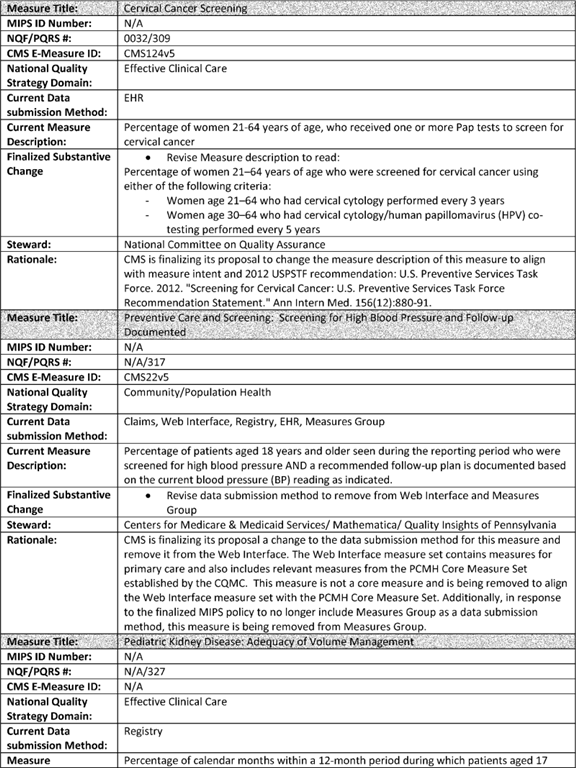 Measure Title: Cervical Cancer Screening
MIPS ID Number: N/A
NQF/PQRS #: 0032/309
CMS E-Measure ID: CMS124v5
National Quality Effective Clinical Care
Strategy Domain:
Current Data EHR
submission Method:
Current Measure Percentage of women 21-64 years of age, who received one or more Pap tests to screen for
Description: cervical cancer
Finalized Substantive • Revise Measure description to read:
Change Percentage of women 21–64 years of age who were screened for cervical cancer using
either of the following criteria:
- Women age 21–64 who had cervical cytology performed every 3 years
- Women age 30–64 who had cervical cytology/human papillomavirus (HPV) co-
testing performed every 5 years
Steward: National Committee on Quality Assurance
Rationale: CMS is finalizing its proposal to change the measure description of this measure to align
with measure intent and 2012 USPSTF recommendation: U.S. Preventive Services Task
Force. 2012. "Screening for Cervical Cancer: U.S. Preventive Services Task Force
Recommendation Statement." Ann Intern Med. 156(12):880-91.
Measure Title: Preventive Care and Screening: Screening for High Blood Pressure and Follow-up
Documented
MIPS ID Number: N/A
NQF/PQRS #: N/A/317
CMS E-Measure ID: CMS22v5
National Quality Community/Population Health
Strategy Domain:
Current Data Claims, Web Interface, Registry, EHR, Measures Group
submission Method:
Current Measure Percentage of patients aged 18 years and older seen during the reporting period who were
Description: screened for high blood pressure AND a recommended follow-up plan is documented based
on the current blood pressure (BP) reading as indicated.
Finalized Substantive • Revise data submission method to remove from Web Interface and Measures
Change Group
Steward: Centers for Medicare & Medicaid Services/ Mathematica/ Quality Insights of Pennsylvania
Rationale: CMS is finalizing its proposal a change to the data submission method for this measure and
remove it from the Web Interface. The Web Interface measure set contains measures for
primary care and also includes relevant measures from the PCMH Core Measure Set
established by the CQMC. This measure is not a core measure and is being removed to align
the Web Interface measure set with the PCMH Core Measure Set. Additionally, in response
to the finalized MIPS policy to no longer include Measures Group as a data submission
method, this measure is being removed from Measures Group.
Measure Title: Pediatric Kidney Disease: Adequacy of Volume Management
MIPS ID Number: N/A
NQF/PQRS #: N/A/327
CMS E-Measure ID: N/A
National Quality Effective Clinical Care
Strategy Domain:
Current Data Registry
submission Method:
Measure Percentage of calendar months within a 12-month period during which patients aged 17